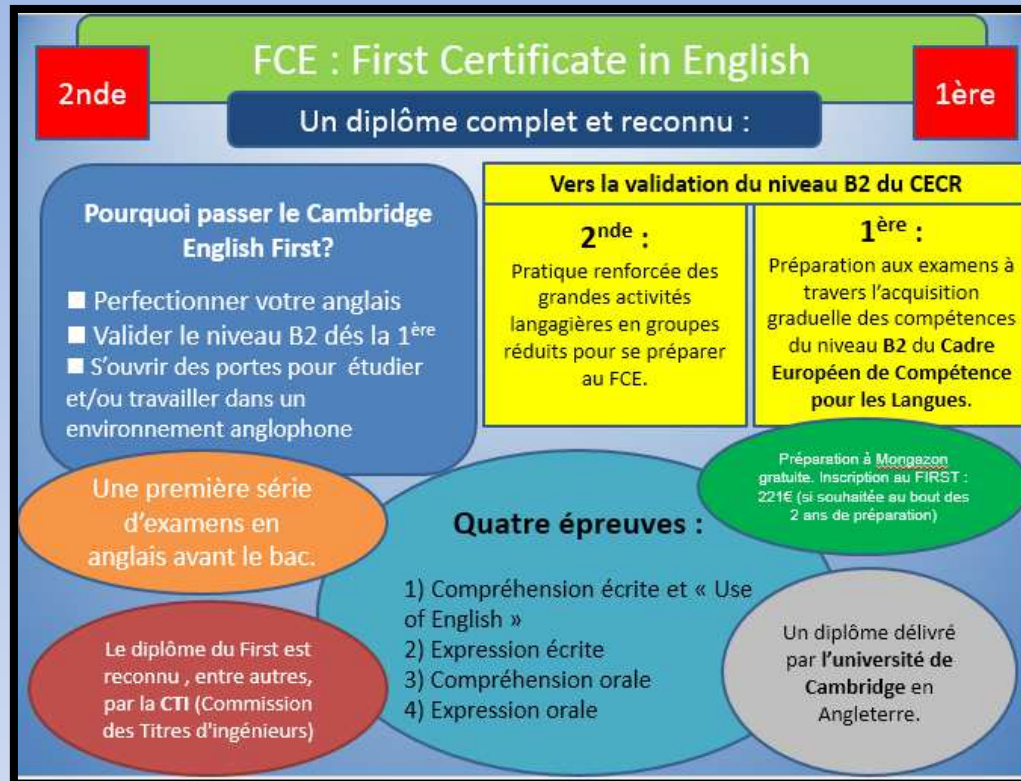 FCE : First Certificate in English
2nde
1ère
Un diplôme complet et reconnu :
Pourquoi passer le Cambridge
English First?
■ Perfectionner votre anglais
■ Valider le niveau B2 dés la 1ère
■ S'ouvrir des portes pour étudier
et/ou travailler dans un
environnement anglophone
Vers la validation du niveau B2 du CECR
2nde :
Pratique renforcée des
grandes activités
langagières en groupes
réduits pour se préparer
au FCE.
1ère :
Préparation aux examens à
travers l'acquisition
graduelle des compétences
du niveau B2 du Cadre
Européen de Compétence
pour les Langues.
Une première série
d'examens en
anglais avant le bac.
Quatre épreuves :
1) Compréhension écrite et « Use
of English »
2) Expression écrite
3) Compréhension orale
4) Expression orale
Préparation à Mongazon
gratuite. Inscription au FIRST :
221€ (si souhaitée au bout des
2 ans de préparation)
Le diplôme du First est
reconnu , entre autres,
par la CTI (Commission
des Titres d'ingénieurs)
Un diplôme délivré
par l'université de
Cambridge en
Angleterre.